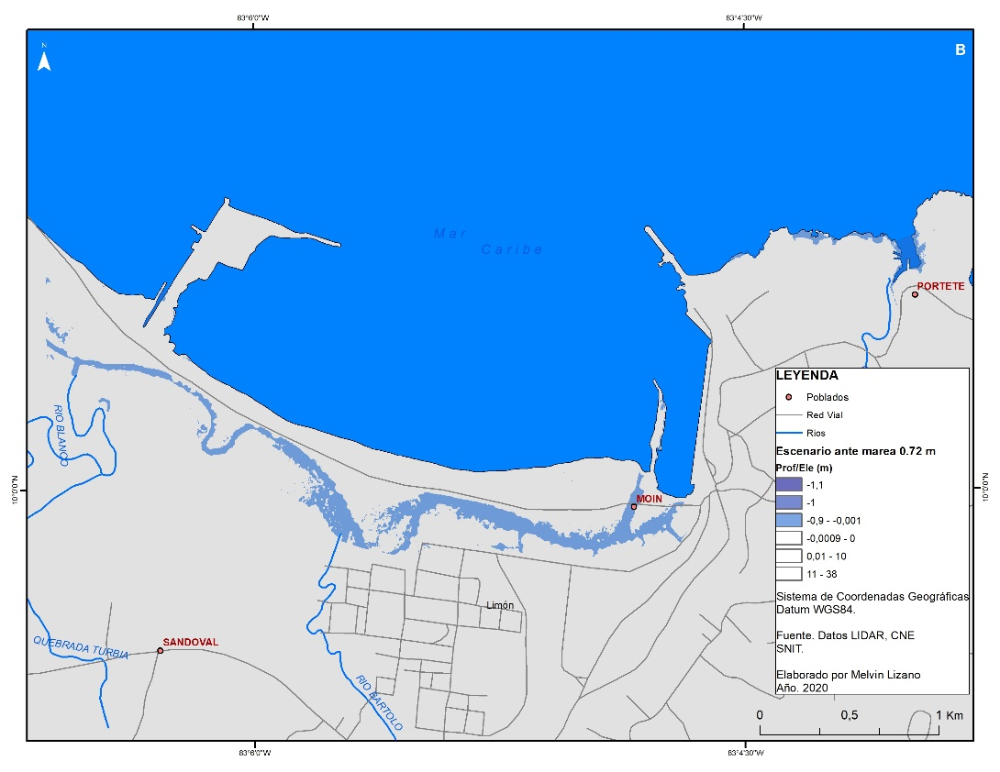 83°6'0"W
83°4'30"W
N
B
Mar
Caribe
PORTETE
RIO BLANCO
10°0'0"N
10°0'0"N
MOIN
Limón
SANDOVAL
QUEBRADA TURBIA
RIO BARTOLO
LEYENDA
Poblados
Red Vial
Rios
Escenario ante marea 0.72 m
Prof/Ele (m)
-1,1
-1
-0,9 - -0,001
-0,0009 - 0
0,01 - 10
11 - 38
Sistema de Coordenadas Geográficas
Datum WGS84.
Fuente. Datos LIDAR, CNE
SNIT.
Elaborado por Melvin Lizano
Año. 2020
0 0,5 1 Km
83°6'0"W
83°4'30"W